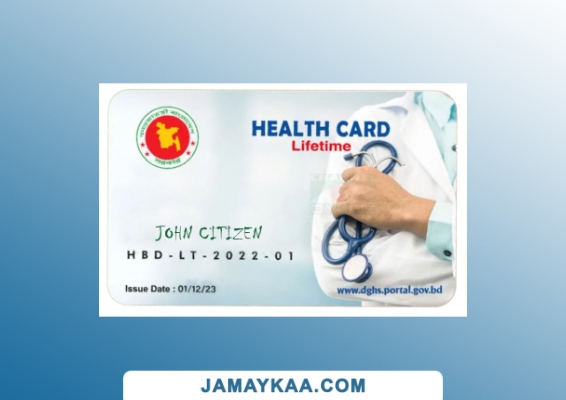 HEALTH CARD
Lifetime
JOHN CITIZEN
HBD-LT-2022-01
Issue Date : 01/12/23
www.dghs.portal.gov.bd
JAMAYKAA.COM